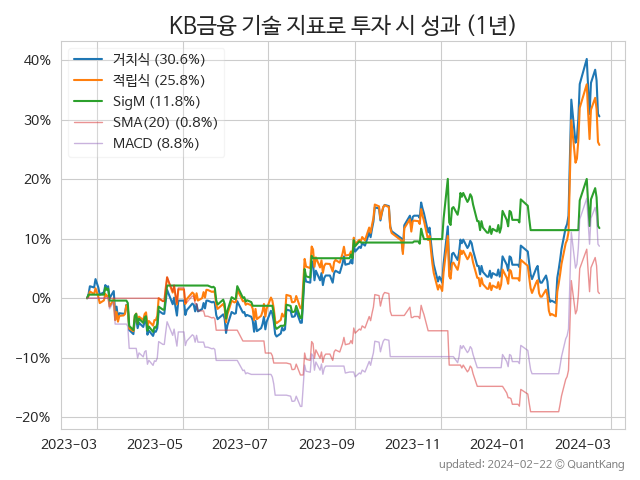 KB금융 기술 지표로 투자 시 성과 (1년)
거치식 (30.6%)
적립식 (25.8%)
SigM (11.8%)
SMA(20) (0.8%)
MACD (8.8%)
40%
30%
20%
10%
0%
−10%
−20%
2023-03 2023-05 2023-07 2023-09 2023-11 2024-01 2024-03
updated: 2024-02-22 © QuantKang